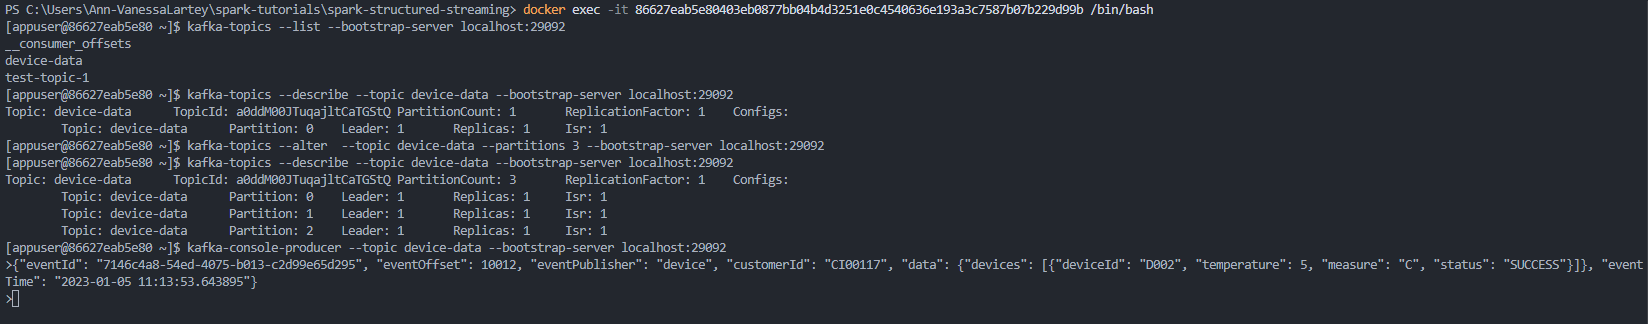 PS C:\Users\Ann-VanessaLartey\spark-tutorials\spark-structured-streaming> docker exec -it 86627eab5e80403eb0877bb04b4d3251e0c4540636e193a3c7587b07b229d99b /bin/bash
[appuser@86627eab5e80 ~]$ kafka-topics --list --bootstrap-server localhost:29092
__consumer_offsets
device-data
test-topic-1
[appuser@86627eab5e80 ~]$ kafka-topics --describe --topic device-data --bootstrap-server localhost:29092
Topic: device-data TopicId: a0ddM00JTuqajltCaTGStQ PartitionCount: 1 ReplicationFactor: 1 Configs:
Topic: device-data Partition: 0 Leader: 1 Replicas: 1 Isr: 1
[appuser@86627eab5e80 ~]$ kafka-topics --alter  --topic device-data --partitions 3 --bootstrap-server localhost:29092
[appuser@86627eab5e80 ~]$ kafka-topics --describe --topic device-data --bootstrap-server localhost:29092
Topic: device-data TopicId: a0ddM00JTuqajltCaTGStQ PartitionCount: 3 ReplicationFactor: 1 Configs:
Topic: device-data Partition: 0 Leader: 1 Replicas: 1 Isr: 1
Topic: device-data Partition: 1 Leader: 1 Replicas: 1 Isr: 1
Topic: device-data Partition: 2 Leader: 1 Replicas: 1 Isr: 1
[appuser@86627eab5e80 ~]$ kafka-console-producer --topic device-data --bootstrap-server localhost:29092
>{"eventId": "7146c4a8-54ed-4075-b013-c2d99e65d295", "eventOffset": 10012, "eventPublisher": "device", "customerId": "CI00117", "data": {"devices": [{"deviceId": "D002", "temperature": 5, "measure": "C", "status": "SUCCESS"}]}, "event
Time": "2023-01-05 11:13:53.643895"}
>